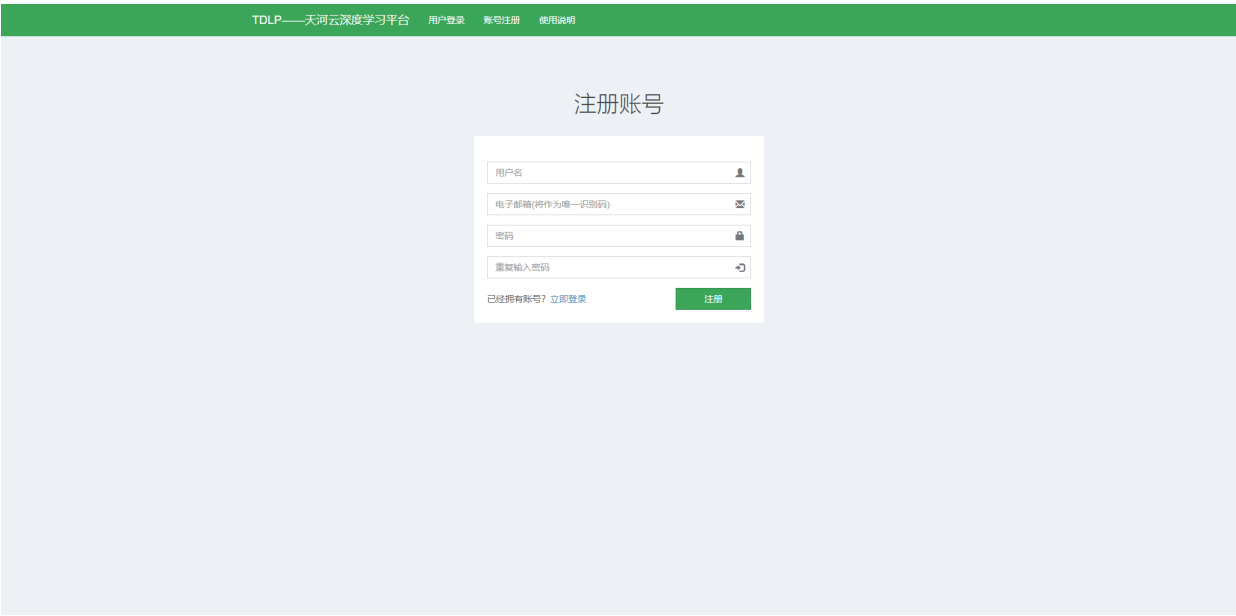 TDLP——天河云深度学习平台 用户登录 账号注册 使用说明
注册账号
用户名
电子邮箱(将作为唯一识别码)
密码
重复输入密码
已经拥有账号？立即登录 注册